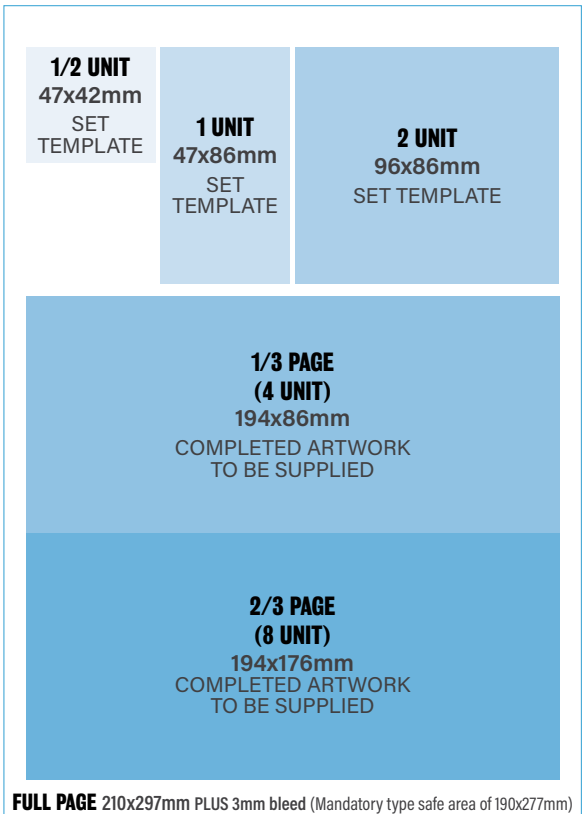 1/2 UNIT
47x42mm
SET
TEMPLATE
1 UNIT
47x86mm
SET
TEMPLATE
2 UNIT
96x86mm
SET TEMPLATE
1/3 PAGE
(4 UNIT)
194x86mm
COMPLETED ARTWORK
TO BE SUPPLIED
2/3 PAGE
(8 UNIT)
194x176mm
COMPLETED ARTWORK
TO BE SUPPLIED
FULL PAGE 210x297mm PLUS 3mm bleed (Mandatory type safe area of 190x277mm)